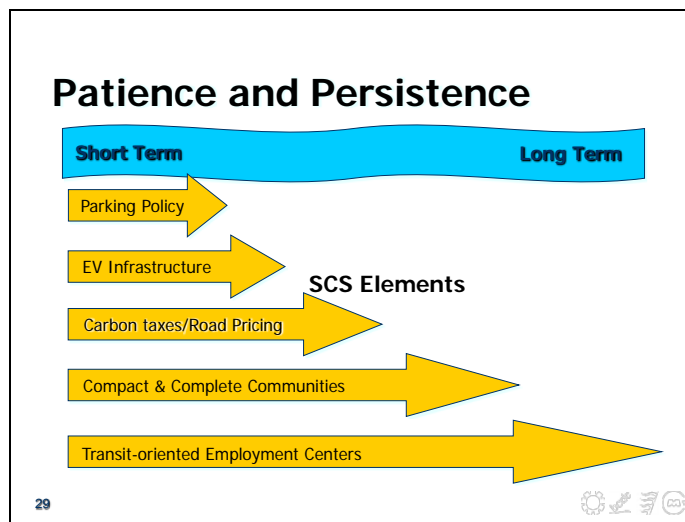 Patience and Persistence
Short Term
Long Term
Parking Policy
EV Infrastructure
SCS Elements
Carbon taxes/Road Pricing
Compact & Complete Communities
Transit-oriented Employment Centers
29